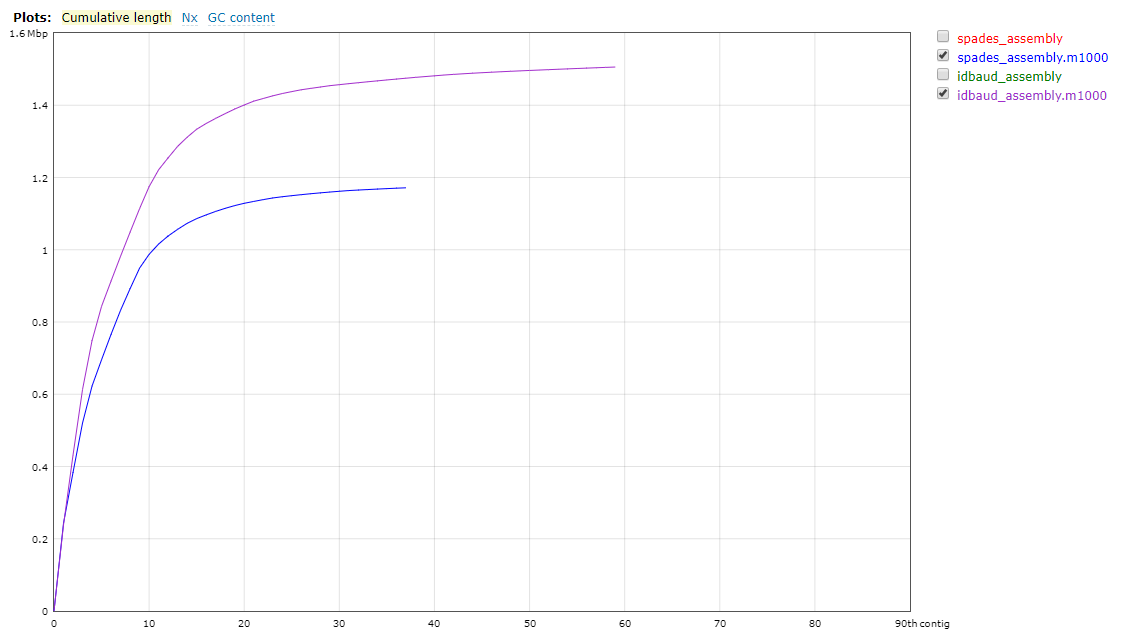 Plots: Cumulative length Nx GC content
1.6 Mbp
1.4
1.2
1
0.8
0.6
0.4
0.2
0
0 10 20 30 40 50 60 70 80 90th contig
spades_assembly
spades_assembly.m1000
idbaud_assembly
idbaud_assembly.m1000